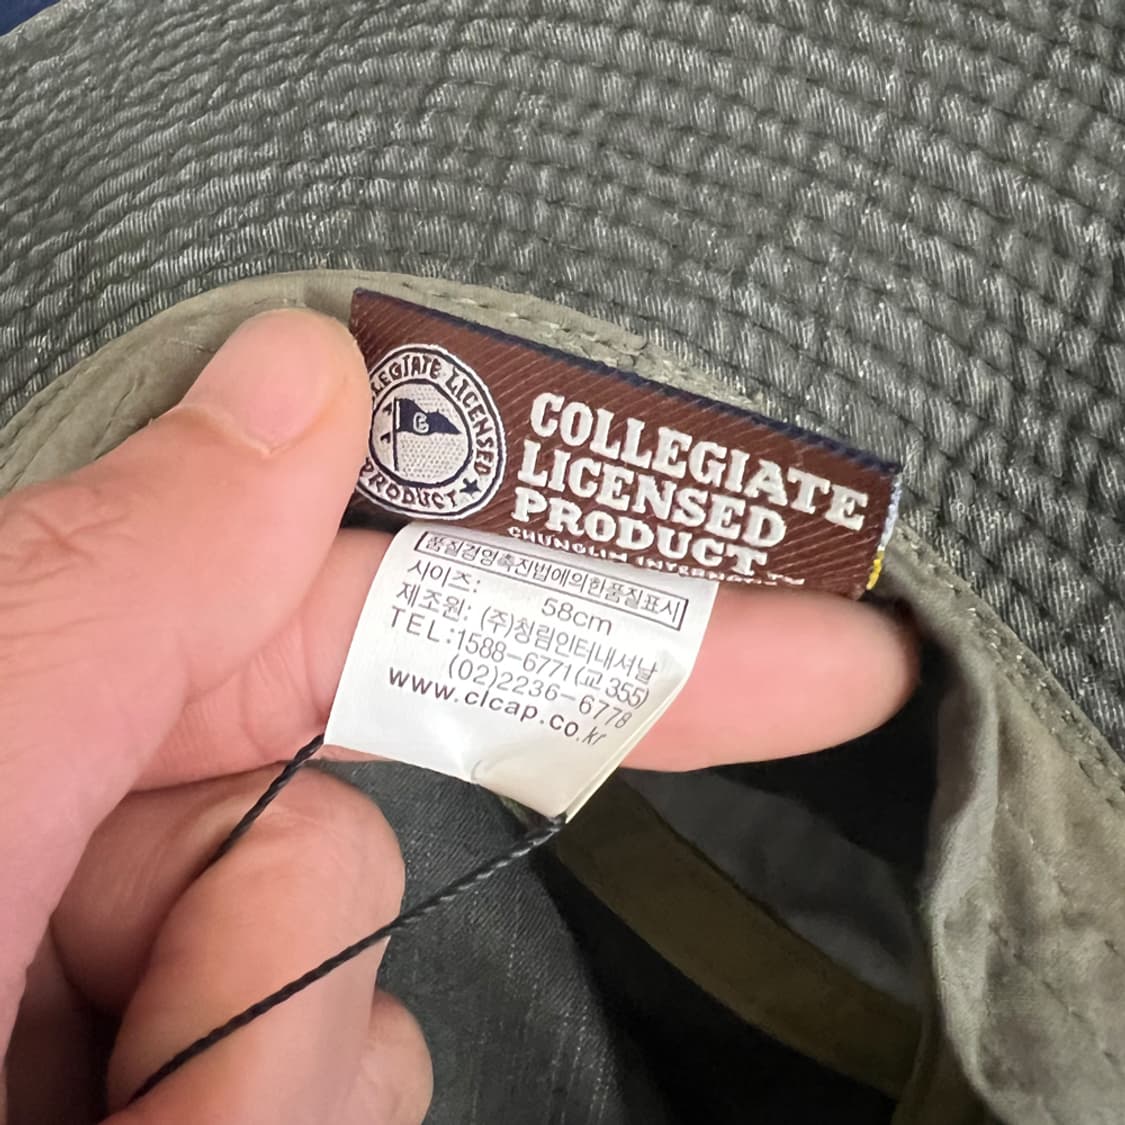 COLLEGIATE LICENSED
PRODUCT
C
COLLEGIATE
LICENSED
PRODUCT™
CHUNGLIM
품질경영촉진법에의한품질표시
사이즈: 58cm
제조원: (주)청림인터내셔날
TEL:1588-6771(교355)
(02)2236-6778
www.clcap.co.kr